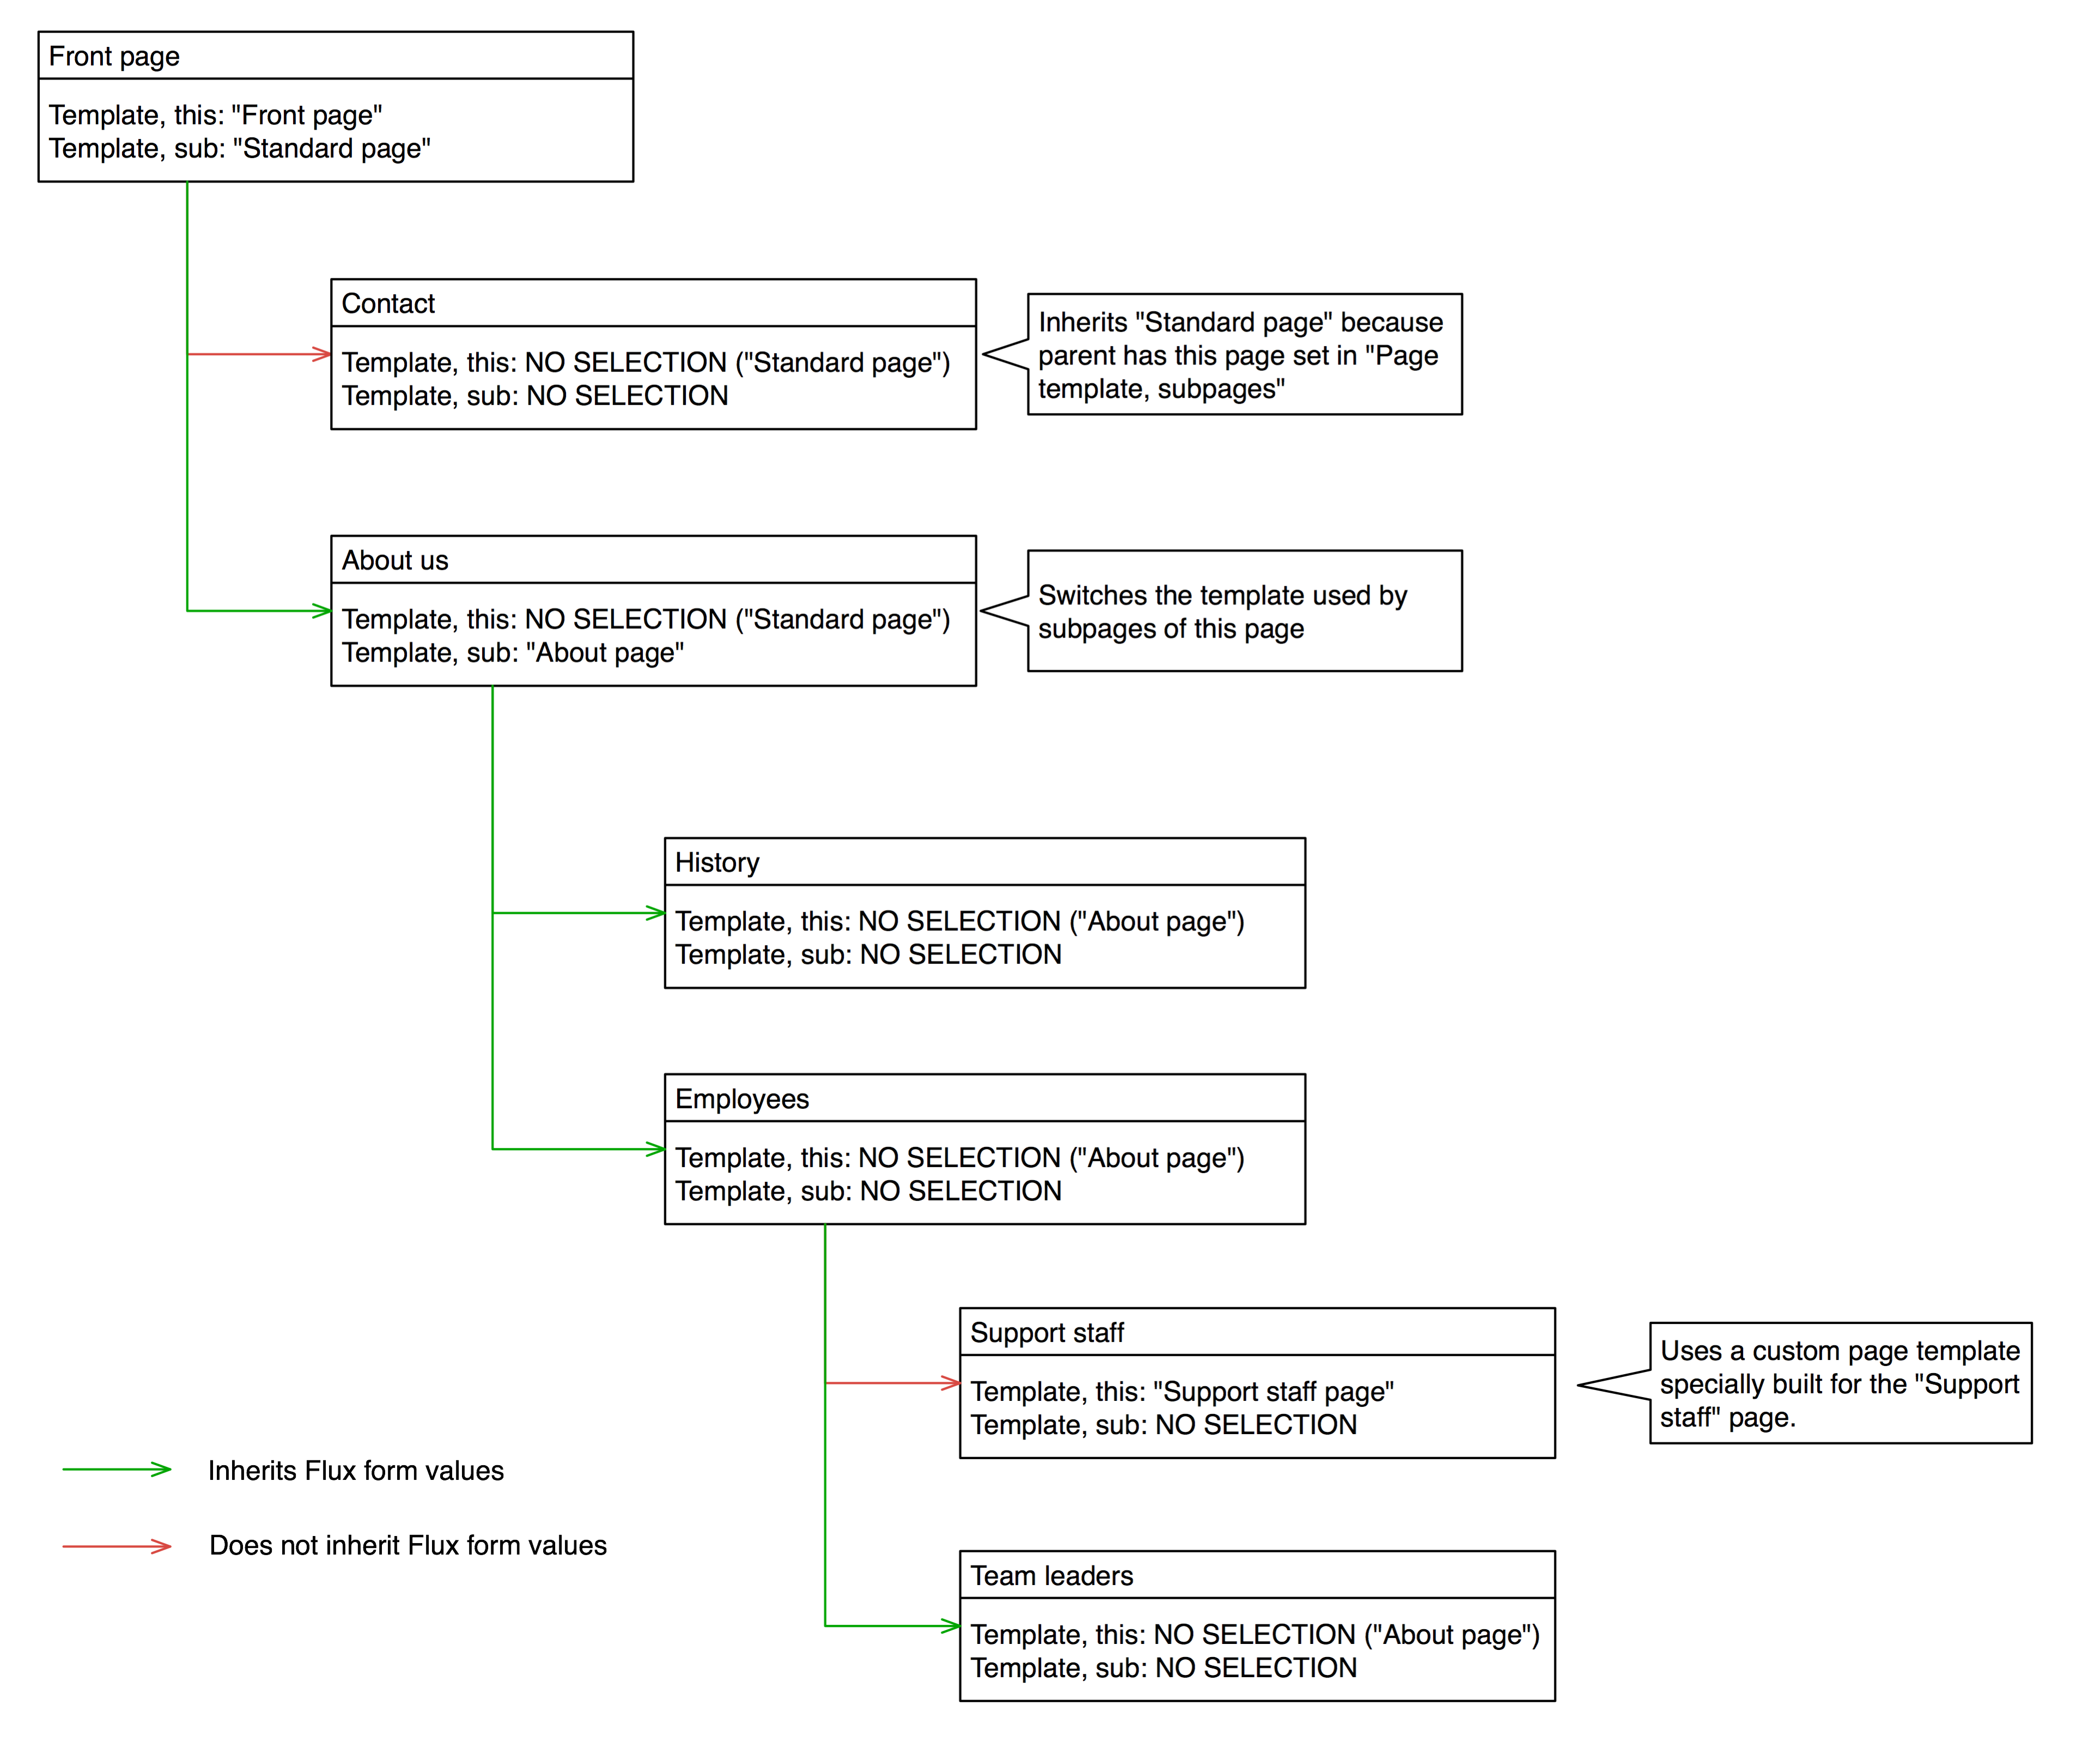 Front page
Template, this: "Front page"
Template, sub: "Standard page"
Contact
Template, this: NO SELECTION ("Standard page")
Template, sub: NO SELECTION
Inherits "Standard page" because
parent has this page set in "Page
template, subpages"
About us
Template, this: NO SELECTION ("Standard page")
Template, sub: "About page"
Switches the template used by
subpages of this page
History
Template, this: NO SELECTION ("About page")
Template, sub: NO SELECTION
Employees
Template, this: NO SELECTION ("About page")
Template, sub: NO SELECTION
Support staff
Template, this: "Support staff page"
Template, sub: NO SELECTION
Uses a custom page template
specially built for the "Support
staff" page.
Inherits Flux form values
Does not inherit Flux form values
Team leaders
Template, this: NO SELECTION ("About page")
Template, sub: NO SELECTION